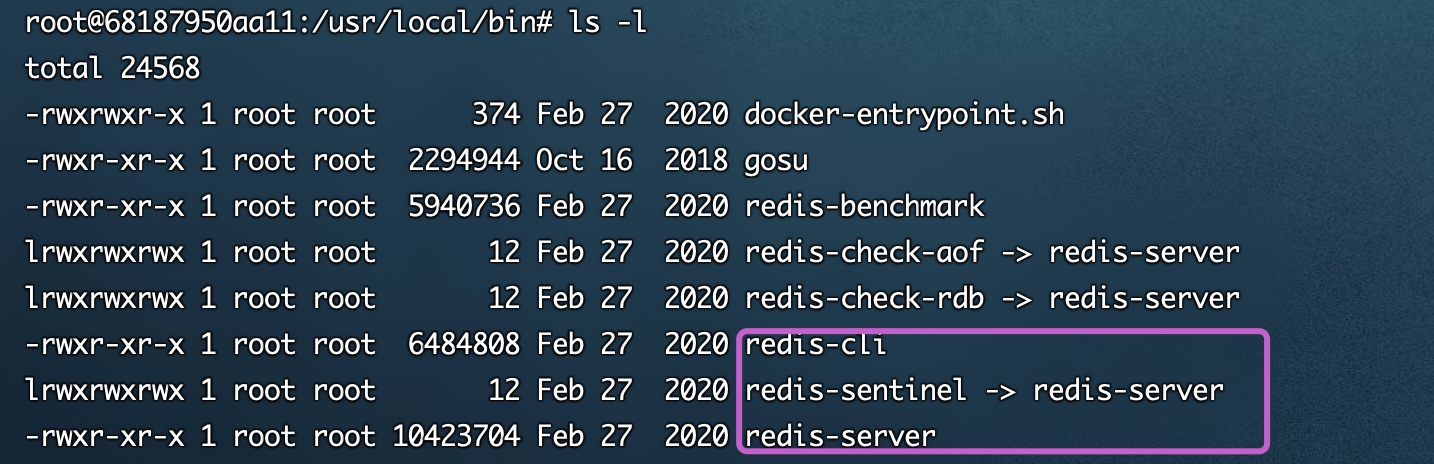 root@68187950aa11:/usr/local/bin# ls -l
total 24568
-rwxrwxr-x 1 root root      374 Feb 27  2020 docker-entrypoint.sh
-rwxr-xr-x 1 root root  2294944 Oct 16  2018 gosu
-rwxr-xr-x 1 root root  5940736 Feb 27  2020 redis-benchmark
lrwxrwxrwx 1 root root       12 Feb 27  2020 redis-check-aof -> redis-server
lrwxrwxrwx 1 root root       12 Feb 27  2020 redis-check-rdb -> redis-server
-rwxr-xr-x 1 root root  6484808 Feb 27  2020 redis-cli
lrwxrwxrwx 1 root root       12 Feb 27  2020 redis-sentinel -> redis-server
-rwxr-xr-x 1 root root 10423704 Feb 27  2020 redis-server